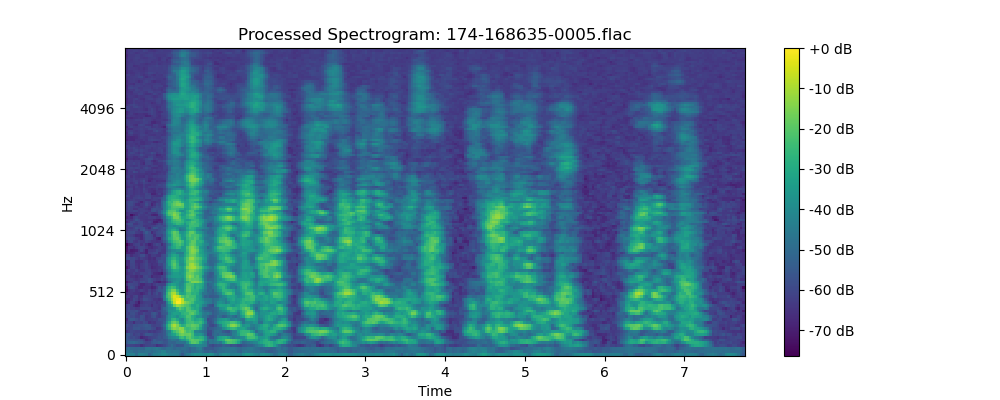 Processed Spectrogram: 174-168635-0005.flac
Hz
4096
2048
1024
512
0
0 1 2 3 4 5 6 7
Time
+0 dB
-10 dB
-20 dB
-30 dB
-40 dB
-50 dB
-60 dB
-70 dB